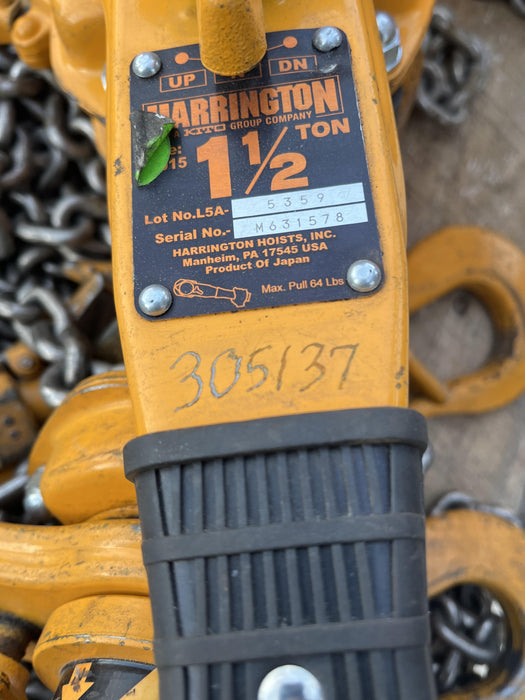 UP DN
HARRINGTON
KITO GROUP COMPANY
1 1/2 TON
15
Lot No.L5A- 5359
Serial No.- M631578
HARRINGTON HOISTS, INC.
Manheim, PA 17545 USA
Product Of Japan
Max. Pull 64 Lbs
305137